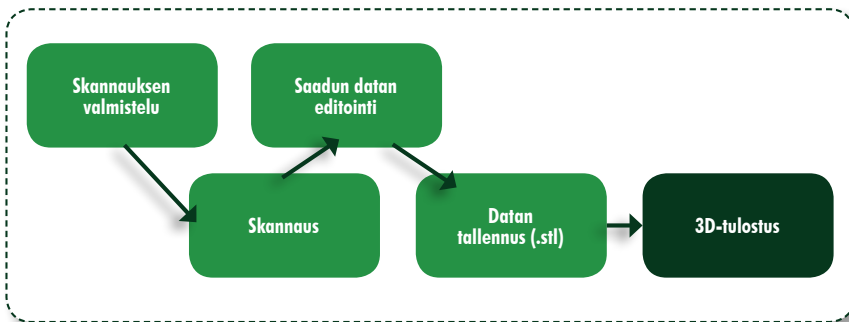 Skannauksen
valmistelu
Skannaus
Saadun datan
editointi
Datan
tallennus (.stl)
3D-tulostus